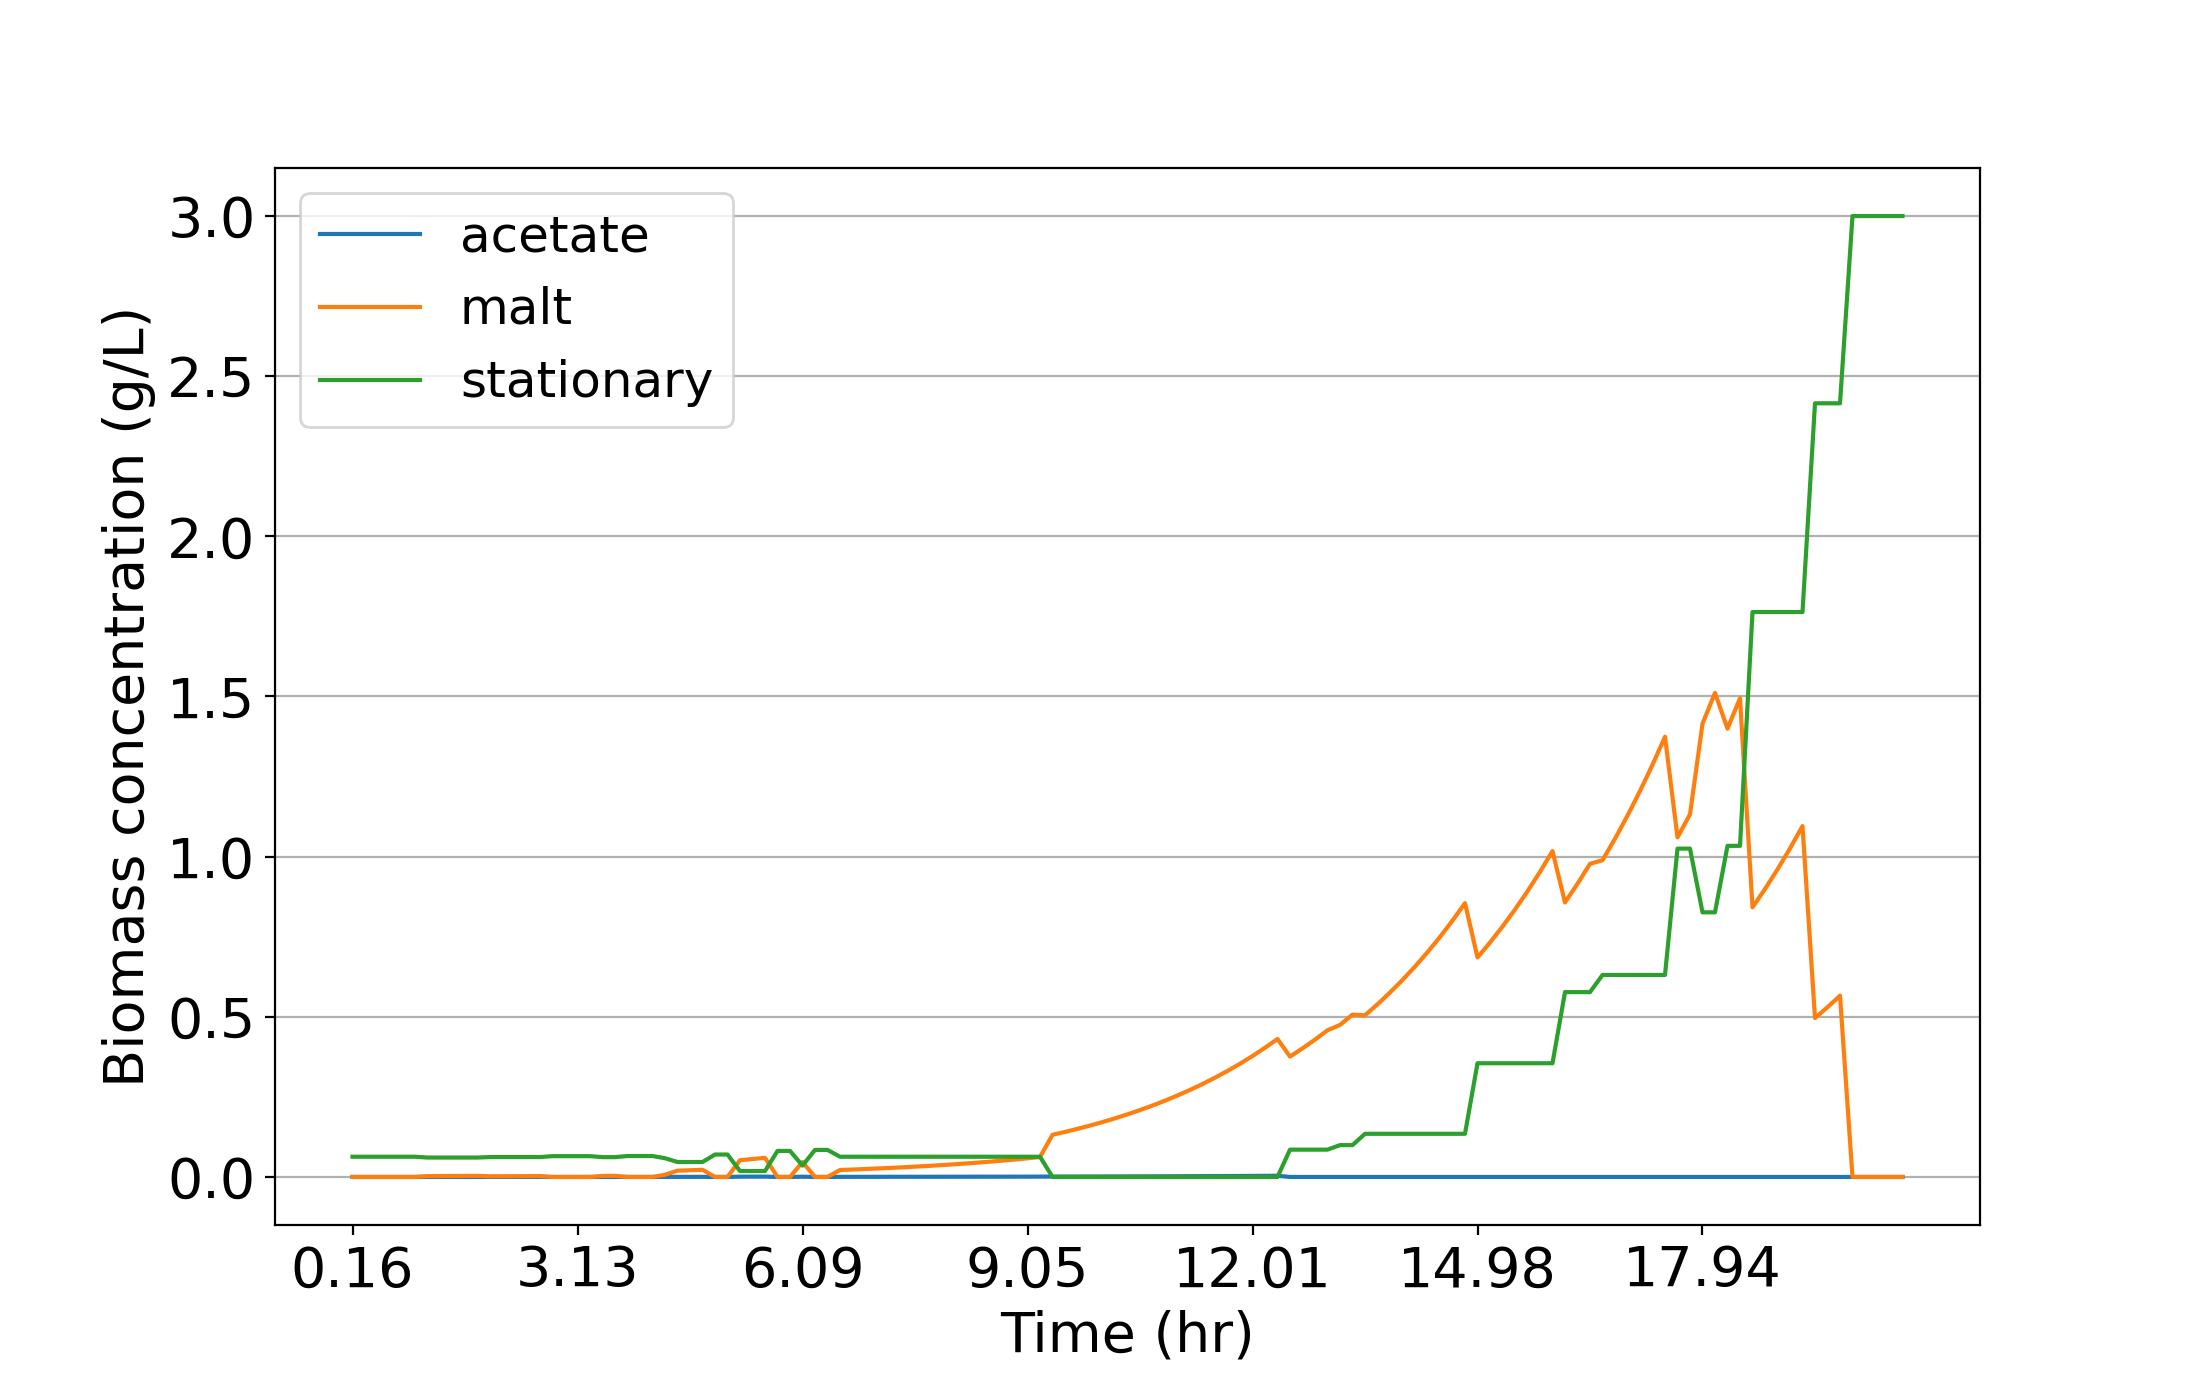 acetate
malt
stationary
3.0
2.5
2.0
1.5
1.0
0.5
0.0
Biomass concentration (g/L)
0.16 3.13 6.09 9.05 12.01 14.98 17.94
Time (hr)